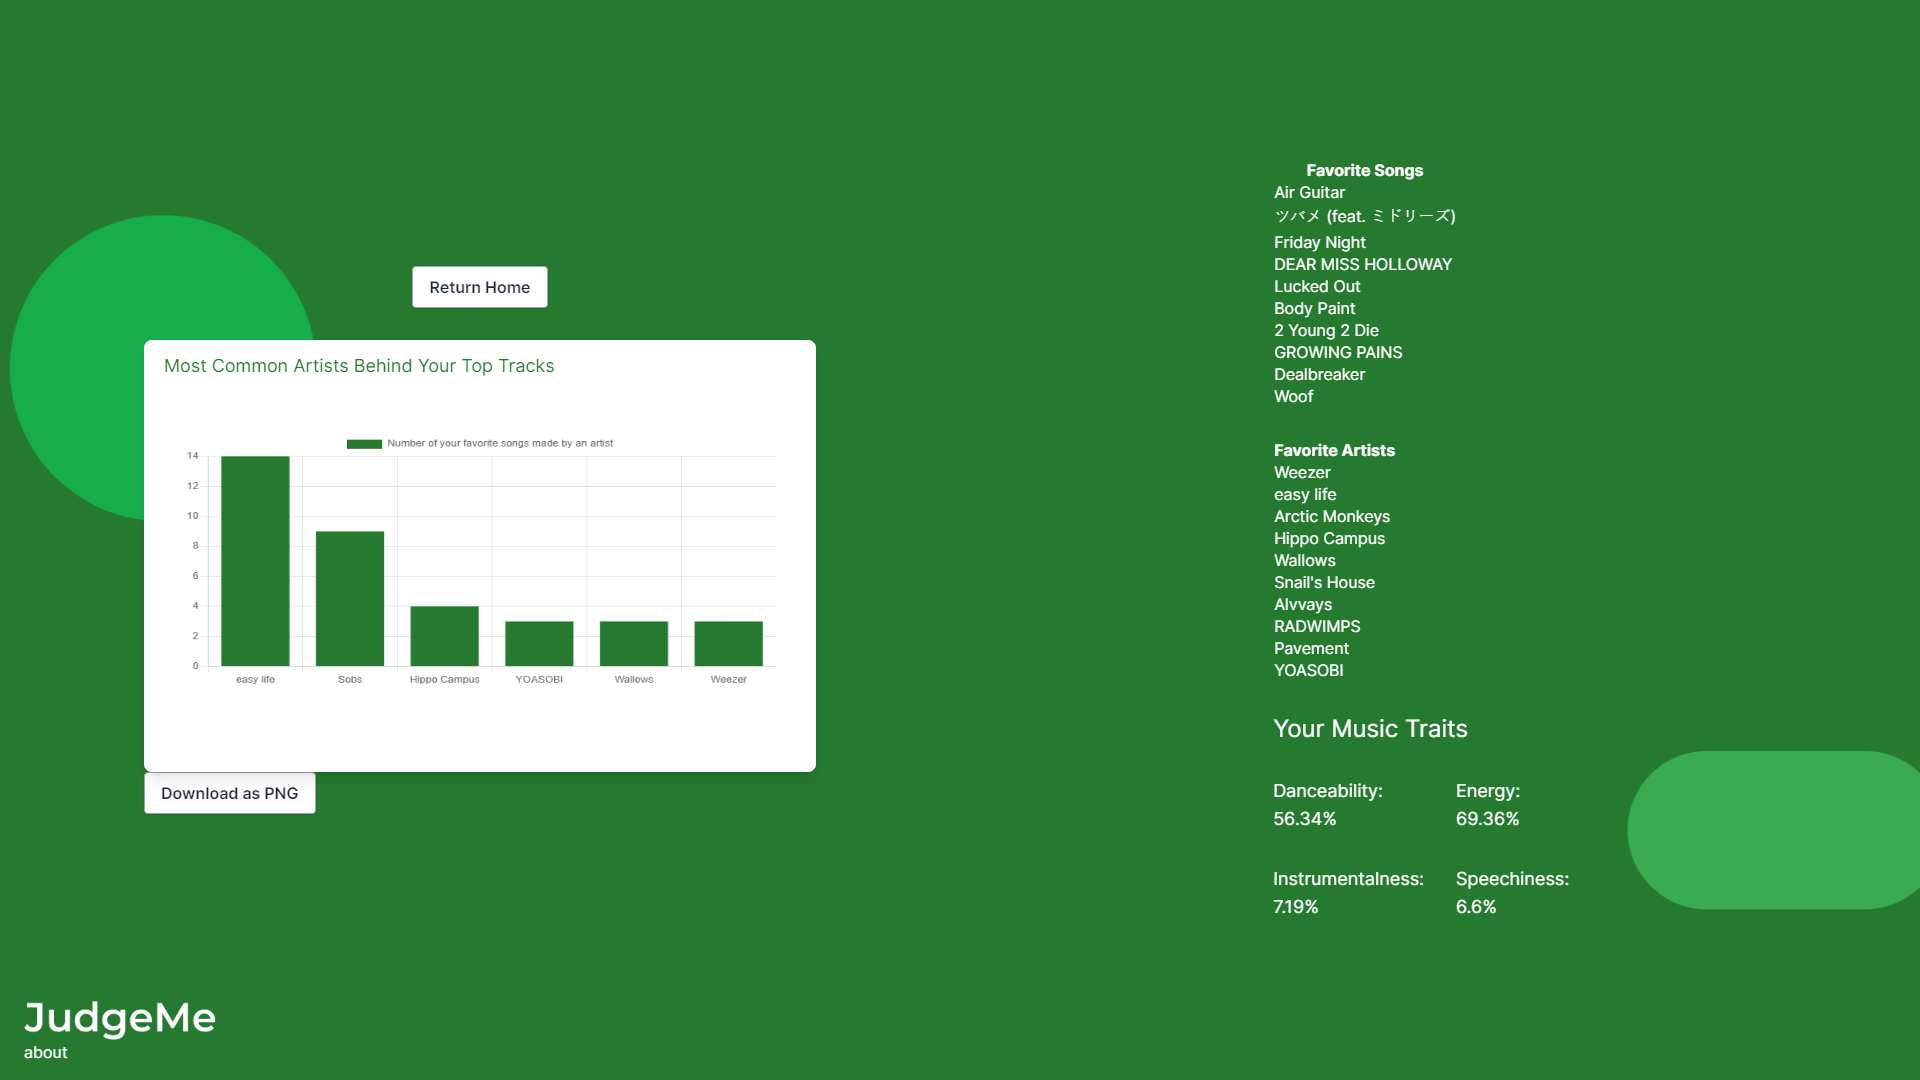 Return Home
Most Common Artists Behind Your Top Tracks
Number of your favorite songs made by an artist
14
12
10
8
6
4
2
0
easy life Sobs Hippo Campus YOASOBI Wallows Weezer
Download as PNG
Favorite Songs
Air Guitar
ツバメ (feat. ミドリーズ)
Friday Night
DEAR MISS HOLLOWAY
Lucked Out
Body Paint
2 Young 2 Die
GROWING PAINS
Dealbreaker
Woof
Favorite Artists
Weezer
easy life
Arctic Monkeys
Hippo Campus
Wallows
Snail's House
Alvvays
RADWIMPS
Pavement
YOASOBI
Your Music Traits
Danceability: Energy:
56.34% 69.36%
Instrumentalness: Speechiness:
7.19% 6.6%
JudgeMe
about